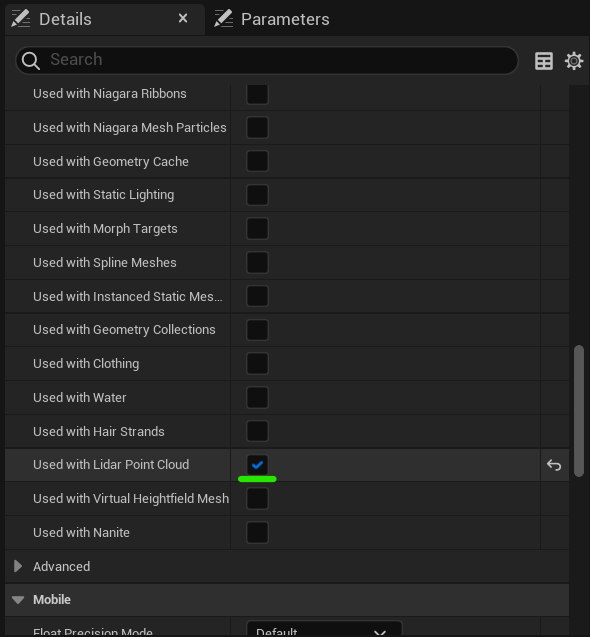 Details
Parameters
Search
Used with Niagara Ribbons
Used with Niagara Mesh Particles
Used with Geometry Cache
Used with Static Lighting
Used with Morph Targets
Used with Spline Meshes
Used with Instanced Static Mes...
Used with Geometry Collections
Used with Clothing
Used with Water
Used with Hair Strands
Used with Lidar Point Cloud
Used with Virtual Heightfield Mesh
Used with Nanite
Advanced
Mobile
Float Precision Mode Default